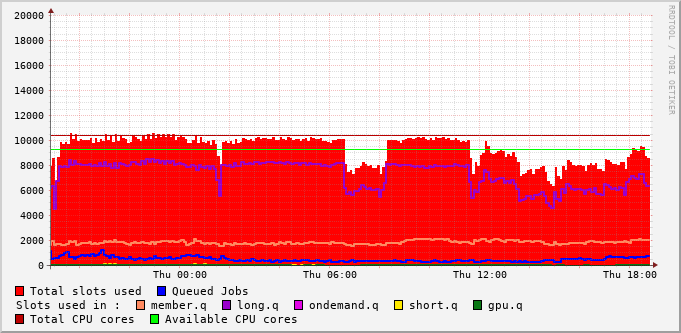 20000
18000
16000
14000
12000
10000
8000
6000
4000
2000
0
Thu 00:00 Thu 06:00 Thu 12:00 Thu 18:00
RRDTOOL / TOBI OETIKER
Total slots used Queued Jobs
Slots used in : member.q long.q ondemand.q short.q gpu.q
Total CPU cores Available CPU cores